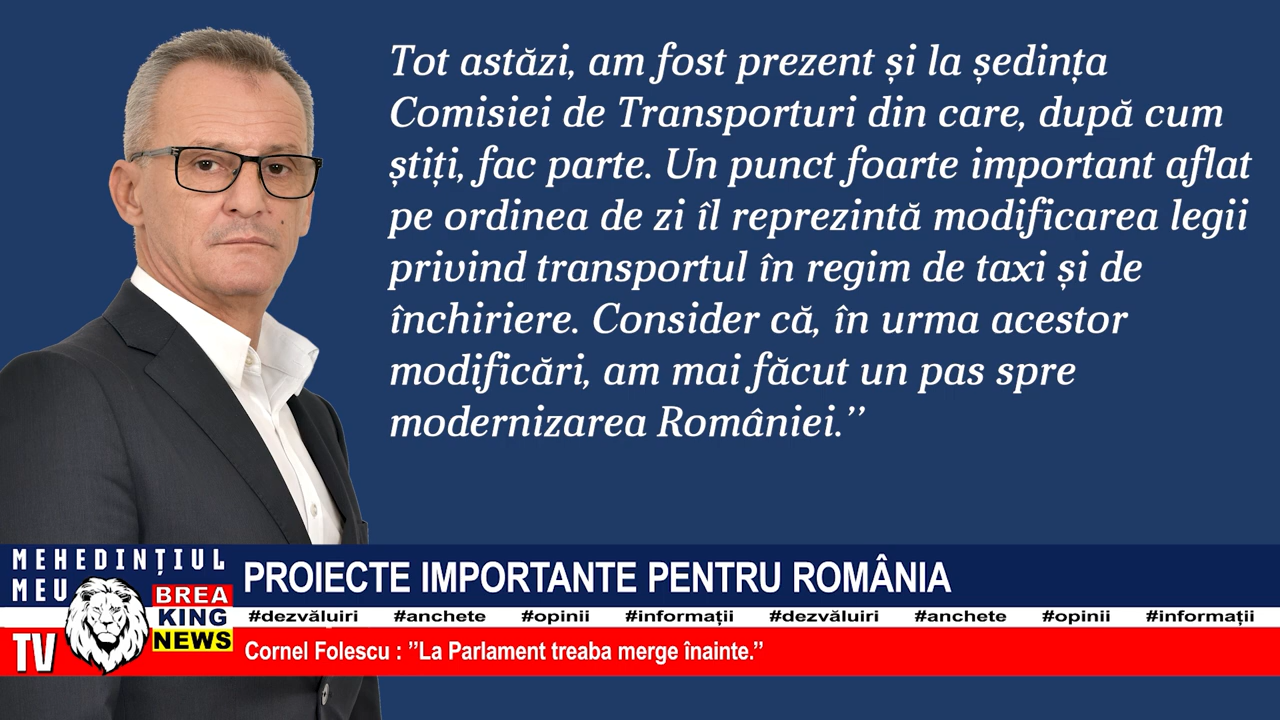 Tot astăzi, am fost prezent și la ședința
Comisiei de Transporturi din care, după cum
știți, fac parte. Un punct foarte important aflat
pe ordinea de zi îl reprezintă modificarea legii
privind transportul în regim de taxi și de
închiriere. Consider că, în urma acestor
modificări, am mai făcut un pas spre
modernizarea României.’’
MEHEDINȚIUL
MEU
TV
BREA
KING
NEWS
PROIECTE IMPORTANTE PENTRU ROMÂNIA
#dezvăluiri #anchete #opinii #informații #dezvăluiri #anchete #opinii #informații
Cornel Folescu : ”La Parlament treaba merge înainte.”